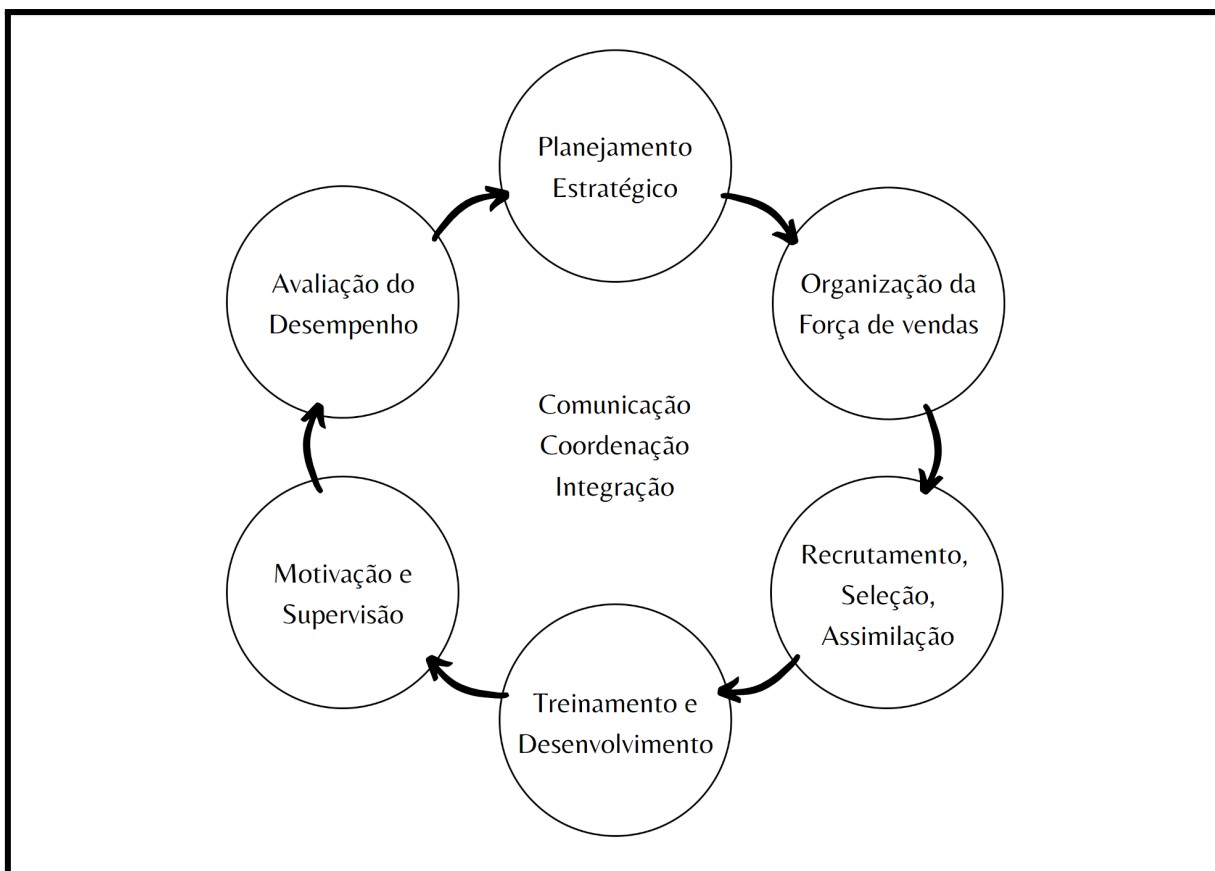 Planejamento
Estratégico
Organização da
Força de vendas
Recrutamento,
Seleção,
Assimilação
Treinamento e
Desenvolvimento
Motivação e
Supervisão
Avaliação do
Desempenho
Comunicação
Coordenação
Integração